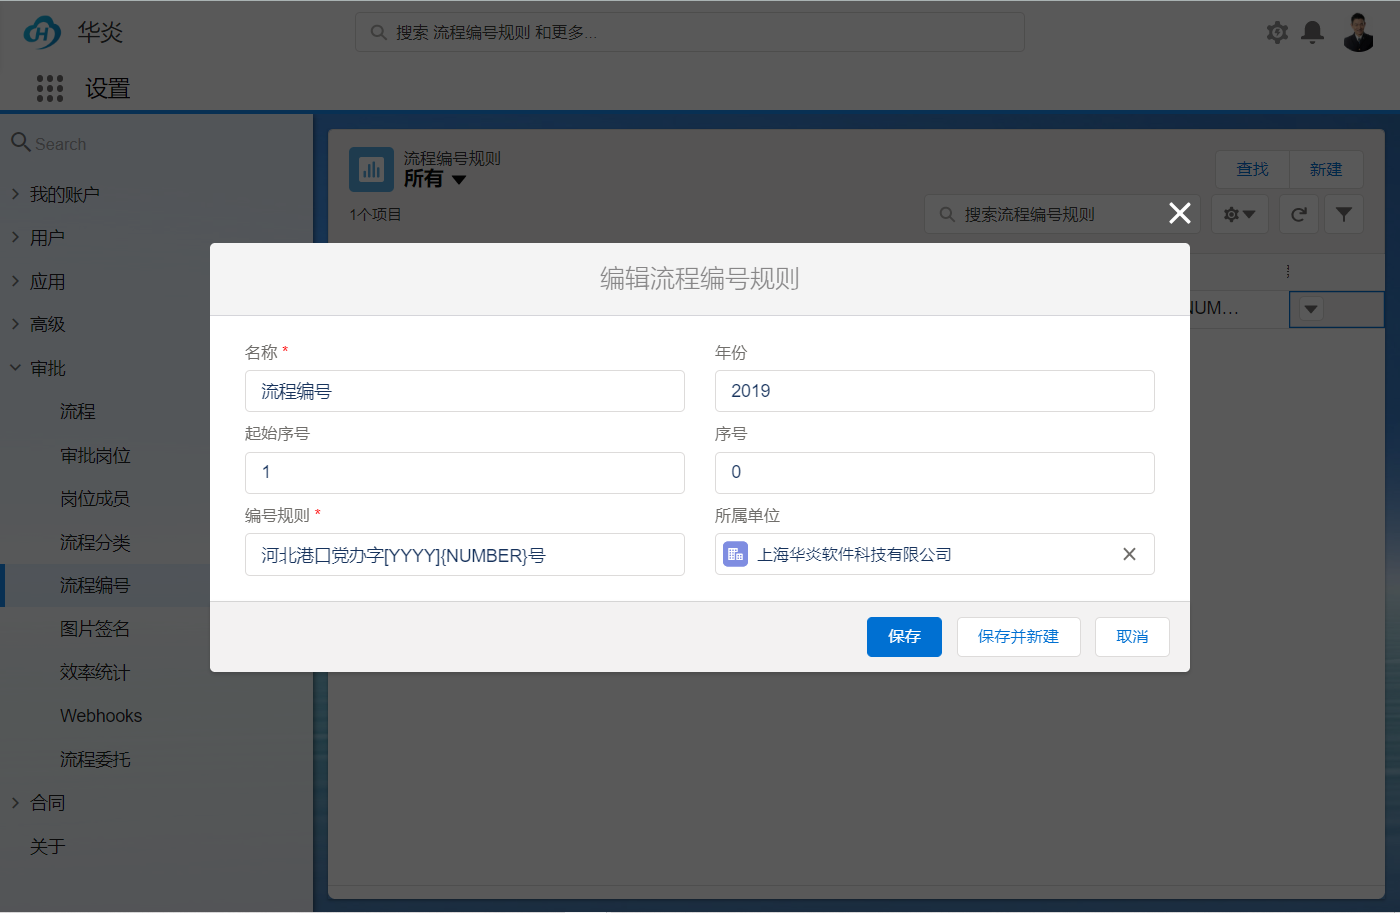 华炎
搜索 流程编号规则 和更多...
设置
Search
我的账户
用户
应用
高级
审批
流程
审批岗位
岗位成员
流程分类
流程编号
图片签名
效率统计
Webhooks
流程委托
合同
关于
流程编号规则
所有
1个项目
查找
新建
搜索流程编号规则
NUM...
编辑流程编号规则
名称 *
流程编号
年份
2019
起始序号
1
序号
0
编号规则 *
河北港口党办字[YYYY]{NUMBER}号
所属单位
上海华炎软件科技有限公司
保存
保存并新建
取消